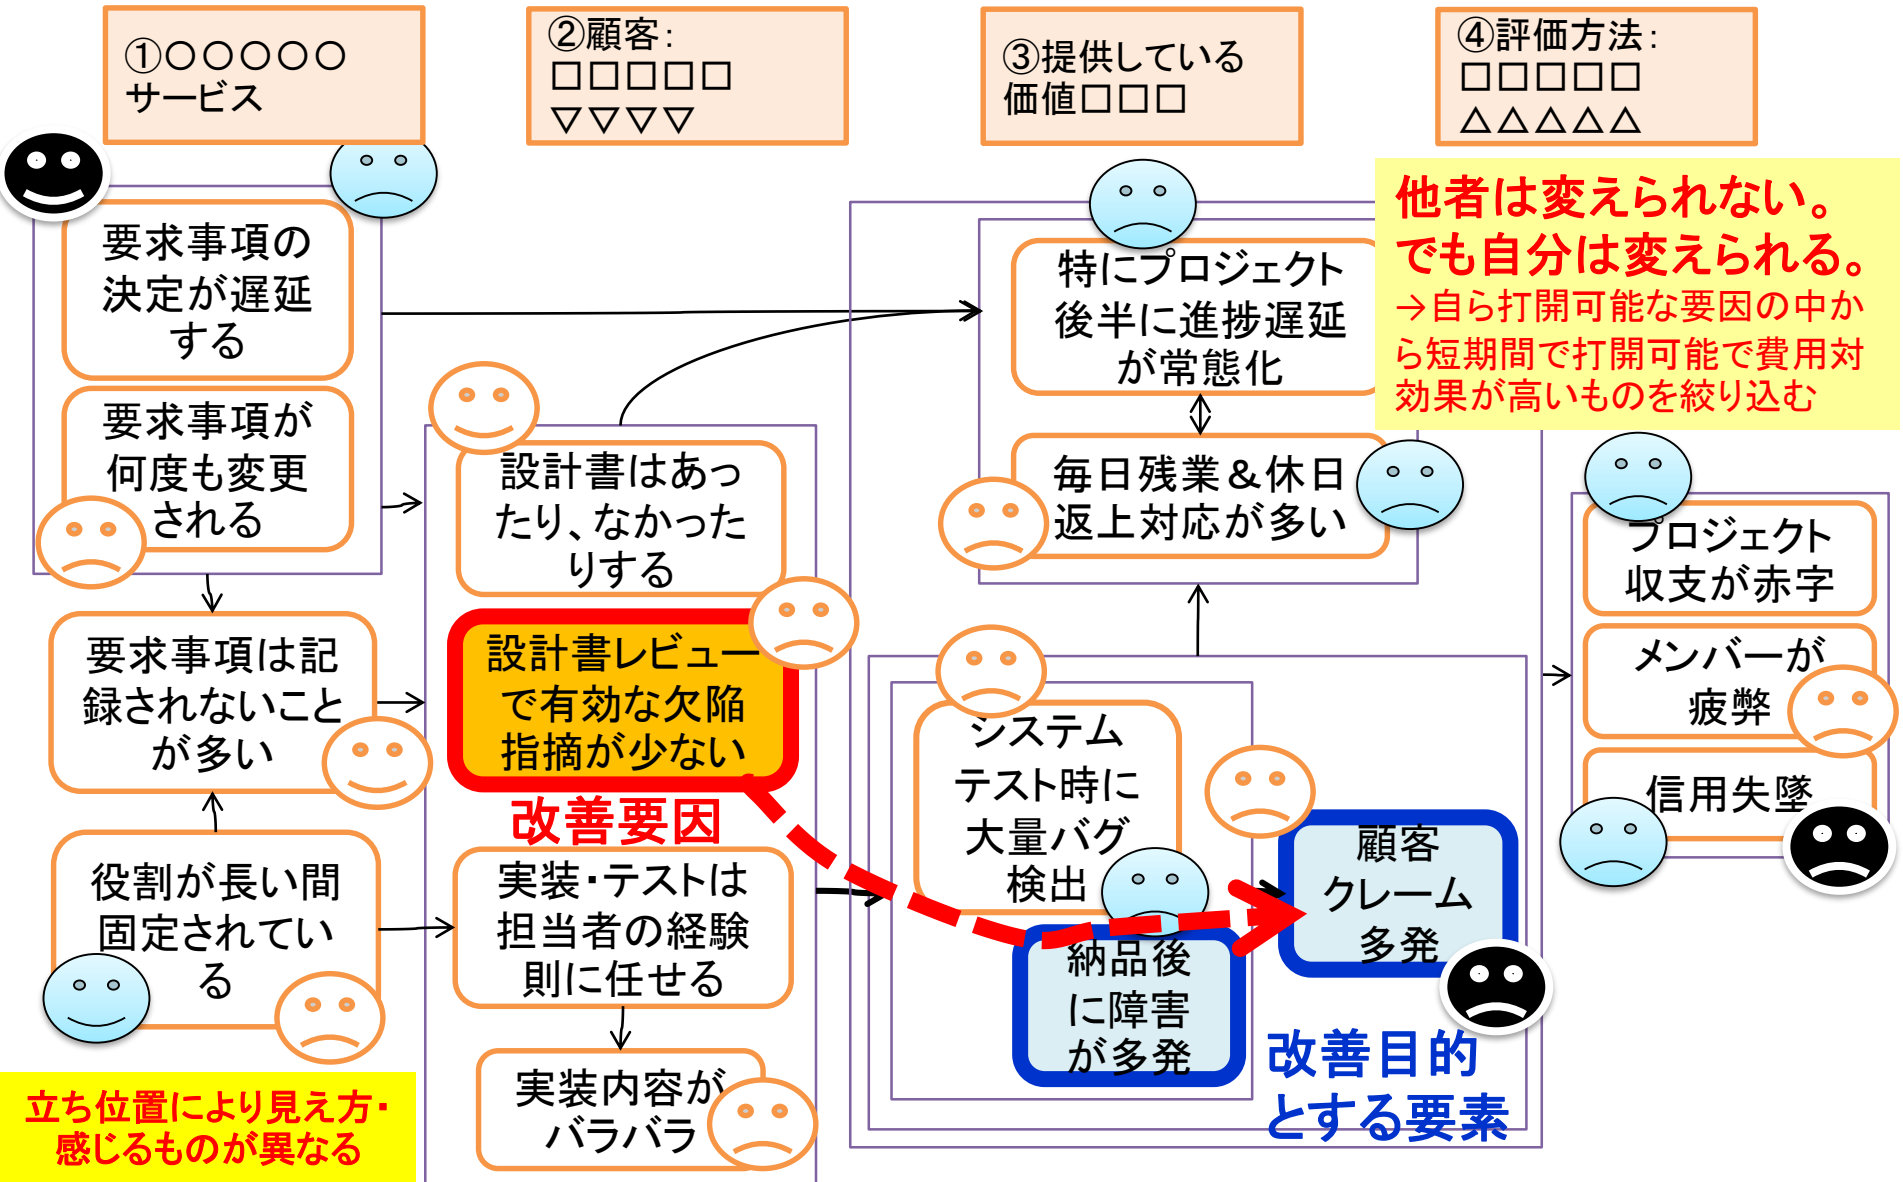 ①○○○○○
サービス
②顧客：
□□□□□
▽▽▽▽
③提供している
価値□□□
④評価方法：
□□□□□
△△△△△
他者は変えられない。
でも自分は変えられる。
→自ら打開可能な要因の中か
ら短期間で打開可能で費用対
効果が高いものを絞り込む
要求事項の
決定が遅延
する
要求事項が
何度も変更
される
要求事項は記
録されないこと
が多い
役割が長い間
固定されてい
る
立ち位置により見え方・
感じるものが異なる
設計書はあっ
たり、なかった
りする
設計書レビュー
で有効な欠陥
指摘が少ない
改善要因
実装・テストは
担当者の経験
則に任せる
実装内容が
バラバラ
特にプロジェクト
後半に進捗遅延
が常態化
毎日残業＆休日
返上対応が多い
システム
テスト時に
大量バグ
検出
納品後
に障害
が多発
顧客
クレーム
多発
改善目的
とする要素
プロジェクト
収支が赤字
メンバーが
疲弊
信用失墜